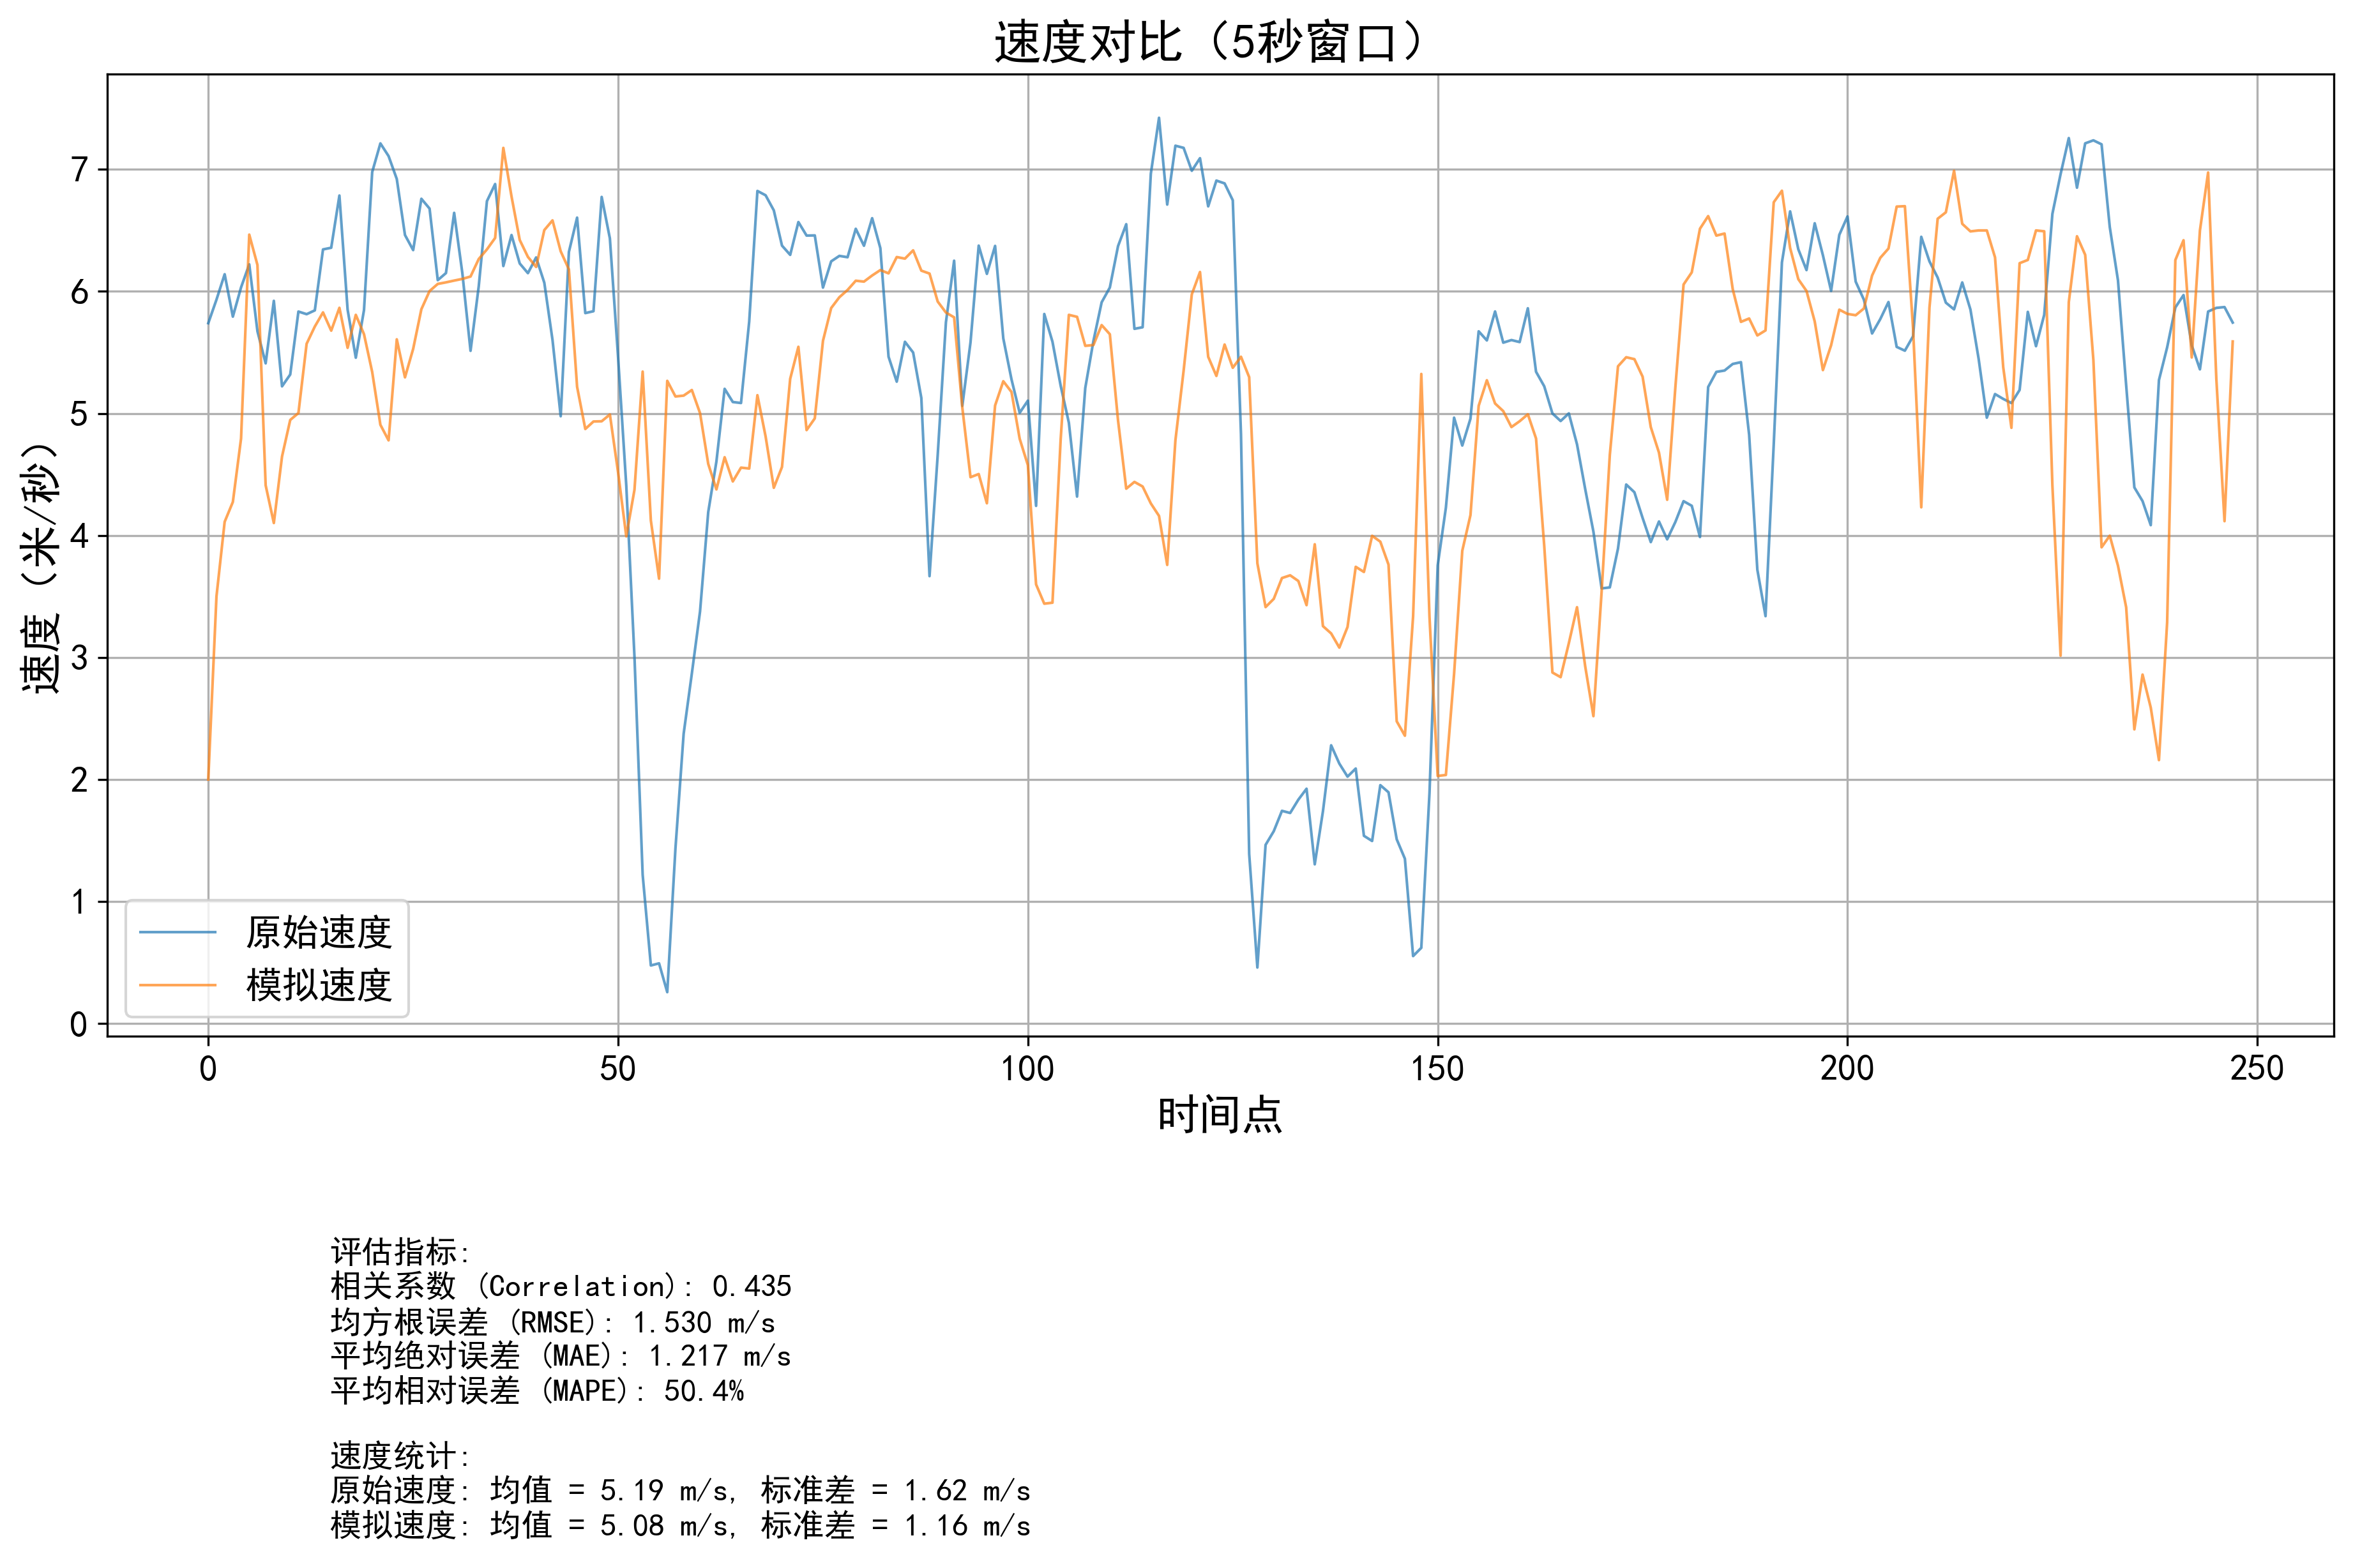 速度对比（5秒窗口）
速度（米/秒）
7
6
5
4
3
2
1
0
原始速度
模拟速度
0 50 100 150 200 250
时间点
评估指标:
相关系数 (Correlation): 0.435
均方根误差 (RMSE): 1.530 m/s
平均绝对误差 (MAE): 1.217 m/s
平均相对误差 (MAPE): 50.4%
速度统计:
原始速度: 均值 = 5.19 m/s, 标准差 = 1.62 m/s
模拟速度: 均值 = 5.08 m/s, 标准差 = 1.16 m/s